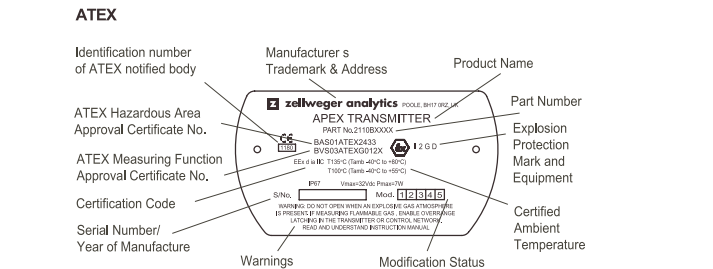 ATEX
Identification number
of ATEX notified body
Manufacturer s
Trademark & Address
Product Name
Part Number
ATEX Hazardous Area
Approval Certificate No.
ATEX Measuring Function
Approval Certificate No.
Certification Code
Serial Number/
Year of Manufacture
Warnings
Modification Status
Explosion
Protection
Mark and
Equipment
Certified
Ambient
Temperature
z zellweger analytics POOLE, BH17 0RZ, UK
APEX TRANSMITTER
PART No.2110BXXXX
CE
1180
BAS01ATEX2433
BVS03ATEXG012X
εx II 2 G D
EEx d ia IIC T135°C (Tamb -40°C to +80°C)
T100°C (Tamb -40°C to +55°C)
IP67 Vmax=32Vdc Pmax=7W
S/No. Mod. 1 2 3 4 5
WARNING: DO NOT OPEN WHEN AN EXPLOSIVE GAS ATMOSPHERE
IS PRESENT. IF MEASURING FLAMMABLE GAS , ENABLE OVERRANGE
LATCHING IN THE TRANSMITTER OR CONTROL NETWORK.
READ AND UNDERSTAND INSTRUCTION MANUAL